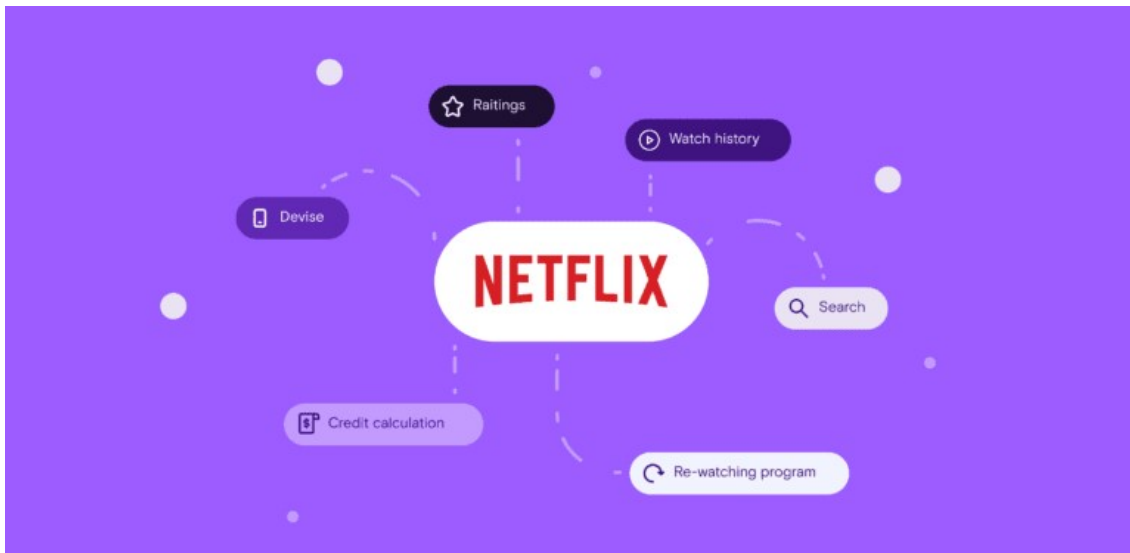 Raitings
Watch history
Devise
NETFLIX
Search
Credit calculation
Re-watching program